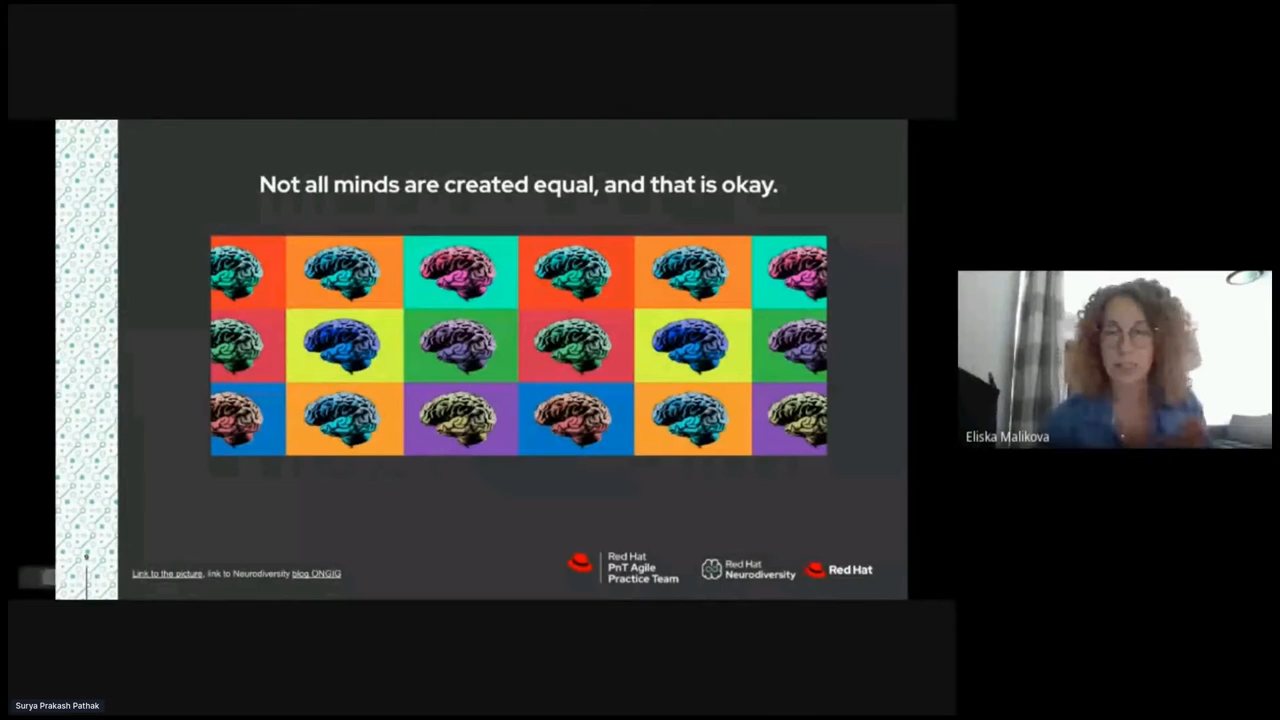 Not all minds are created equal, and that is okay.
Link to the picture, link to Neurodiversity blog ONGIG
Red Hat
PnT Agile
Practice Team
Red Hat
Neurodiversity
Red Hat
Eliska Malikova
Surya Prakash Pathak